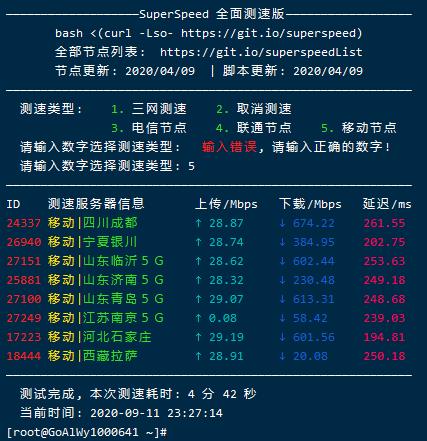 SuperSpeed 全面测速版
bash <(curl -Lso- https://git.io/superspeed)
全部节点列表: https://git.io/superspeedList
节点更新: 2020/04/09 | 脚本更新: 2020/04/09
测速类型: 1. 三网测速 2. 取消测速
3. 电信节点 4. 联通节点 5. 移动节点
请输入数字选择测速类型: 输入错误, 请输入正确的数字!
请输入数字选择测速类型: 5
ID 测速服务器信息 上传/Mbps 下载/Mbps 延迟/ms
24337 移动|四川成都 ↑ 28.87 ↓ 674.22 261.55
26940 移动|宁夏银川 ↑ 28.74 ↓ 384.95 202.75
27151 移动|山东临沂５Ｇ ↑ 28.62 ↓ 602.44 253.63
25881 移动|山东济南５Ｇ ↑ 28.32 ↓ 230.48 249.18
27100 移动|山东青岛５Ｇ ↑ 29.07 ↓ 613.31 248.68
27249 移动|江苏南京５Ｇ ↑ 0.08 ↓ 58.42 239.03
17223 移动|河北石家庄 ↑ 29.19 ↓ 601.56 194.81
18444 移动|西藏拉萨 ↑ 28.91 ↓ 20.08 250.18
测试完成, 本次测速耗时: 4 分 42 秒
当前时间: 2020-09-11 23:27:14
[root@GoAlWy1000641 ~]#